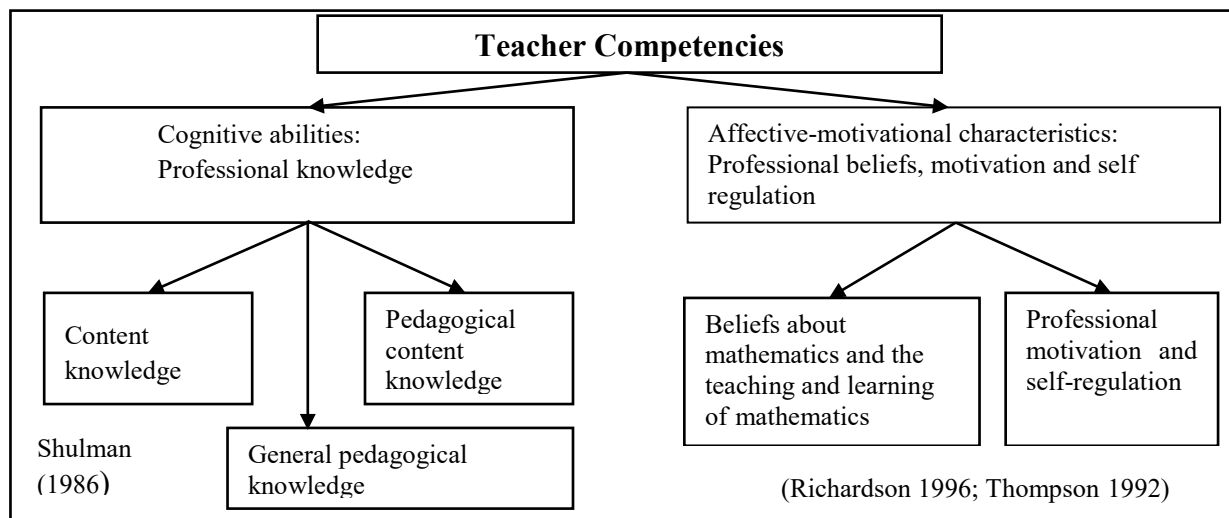 Teacher Competencies
Cognitive abilities:
Professional knowledge
Affective-motivational characteristics:
Professional beliefs, motivation and self
regulation
Content
knowledge
Pedagogical
content
knowledge
General pedagogical
knowledge
Shulman
(1986)
Beliefs about
mathematics and the
teaching and learning
of mathematics
Professional
motivation and
self-regulation
(Richardson 1996; Thompson 1992)